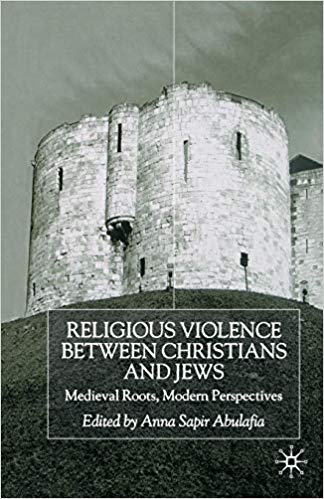 RELIGIOUS VIOLENCE
BETWEEN CHRISTIANS
AND JEWS
Medieval Roots, Modern Perspectives
Edited by Anna Sapir Abulafia